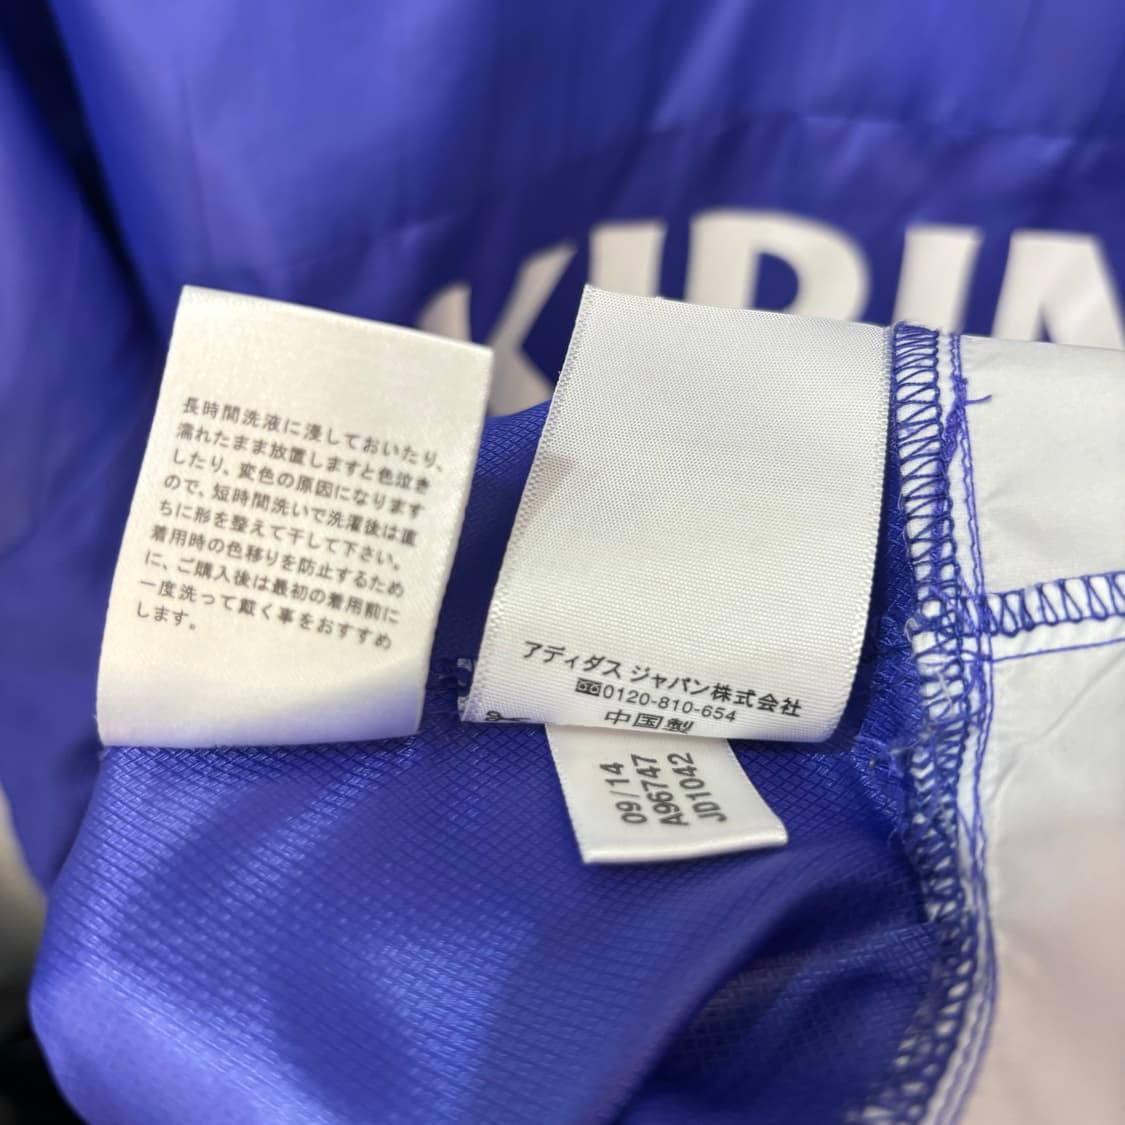 KIRIN
長時間洗液に浸しておいたり、
濡れたまま放置しますと色泣き
したり、変色の原因になります
ので、短時間洗いで洗濯後は直
ちに形を整えて干して下さい。
着用時の色移りを防止するため
に、ご購入後は最初の着用前に
一度洗って戴く事をおすすめ
します。
アディダス ジャパン株式会社
0120-810-654
中国製
09/14
A96747
JD1042